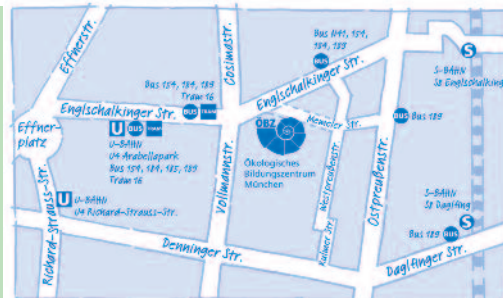 Effnerstr.
Cosimastr.
Bus N41, 154,
184, 189
BUS
S
S-BAHN
S8 Englschalking
Bus 154, 184, 189
Tram 16
BUS TRAM
Englschalkinger Str.
Englschalkinger Str.
Effner-
platz
U BUS TRAM
U-BAHN
U4 Arabellapark
Bus 154, 184, 185, 189
Tram 16
ÖBZ
Ökologisches
Bildungszentrum
München
Memeler Str.
BUS Bus 189
Vollmannstr.
Westpreußenstr.
Ostpreußenstr.
U U-BAHN
U4 Richard-Strauss-Str.
Richard-Strauss-Str.
S-BAHN
S8 Daglfing
S
Bus 189 BUS
Denninger Str.
Kulmer Str.
Daglfinger Str.